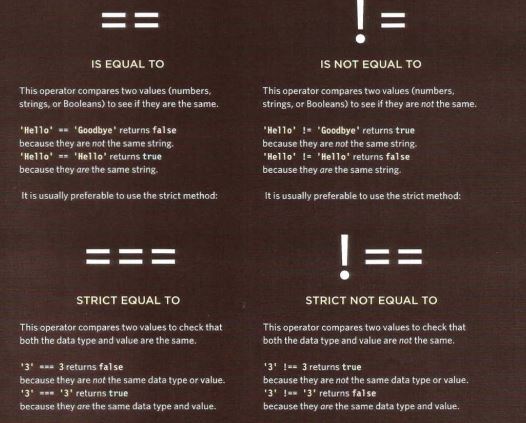 ==
IS EQUAL TO
This operator compares two values (numbers,
strings, or Booleans) to see if they are the same.
'Hello' == 'Goodbye' returns false
because they are not the same string.
'Hello' == 'Hello' returns true
because they are the same string.
It is usually preferable to use the strict method:
!=
IS NOT EQUAL TO
This operator compares two values (numbers,
strings, or Booleans) to see if they are not the same.
'Hello' != 'Goodbye' returns true
because they are not the same string.
'Hello' != 'Hello' returns false
because they are the same string.
It is usually preferable to use the strict method:
===
STRICT EQUAL TO
This operator compares two values to check that
both the data type and value are the same.
'3' === 3 returns false
because they are not the same data type or value.
'3' === '3' returns true
because they are the same data type and value.
!==
STRICT NOT EQUAL TO
This operator compares two values to check that
both the data type and value are not the same.
'3' !== 3 returns true
because they are not the same data type or value.
'3' !== '3' returns false
because they are the same data type and value.